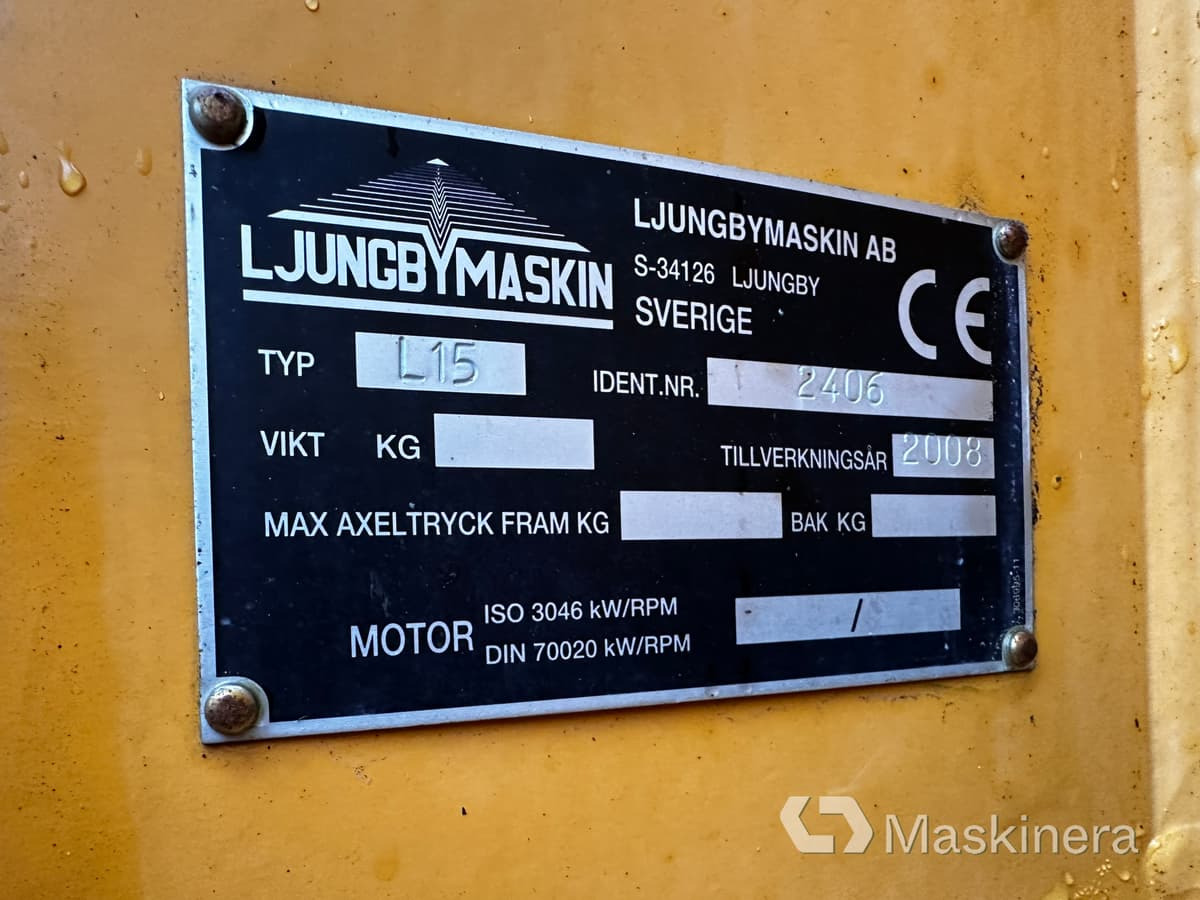 LJUNGBYMASKIN
LJUNGBYMASKIN AB
S-34126 LJUNGBY
SVERIGE
CE
TYP L15
IDENT.NR. 2406
VIKT KG
TILLVERKNINGSÅR 2008
MAX AXELTRYCK FRAM KG
BAK KG
MOTOR
ISO 3046 kW/RPM
DIN 70020 kW/RPM
/
Maskinera